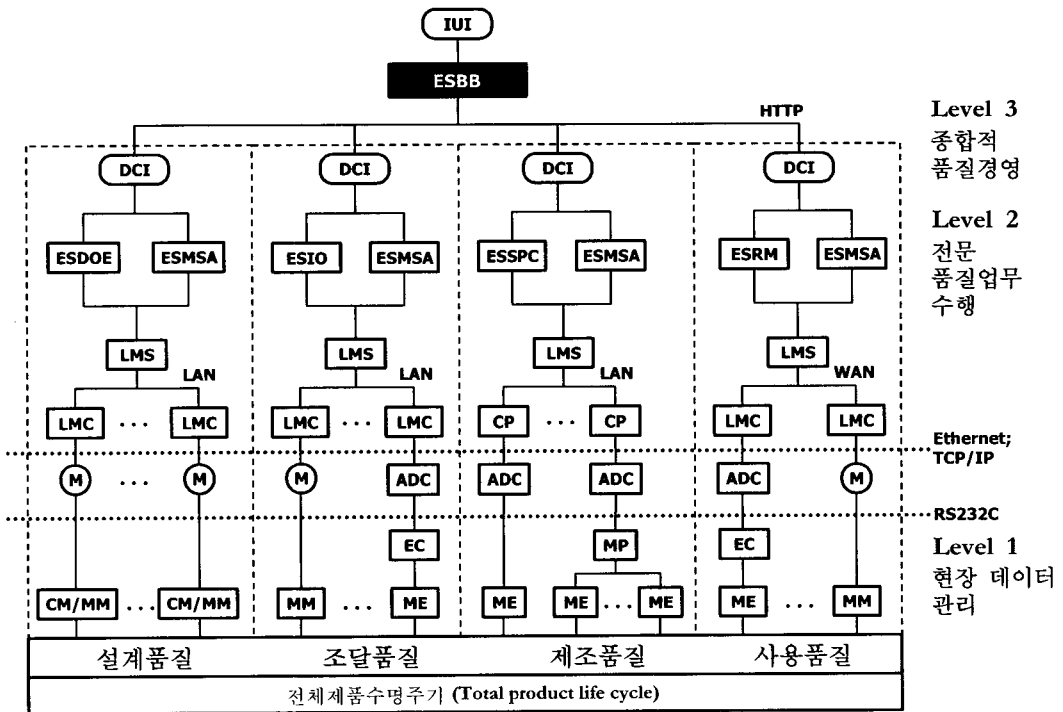 IUI
ESBB
HTTP
Level 3
종합적
품질경영
DCI DCI DCI DCI
Level 2
전문
품질업무
수행
ESDOE ESMSA ESIO ESMSA ESSPC ESMSA ESRM ESMSA
LMS LMS LMS LMS
LAN LAN LAN WAN
LMC ... LMC LMC ... LMC CP ... CP LMC LMC
Ethernet;
TCP/IP
M ... M M ADC ADC ADC ADC M
RS232C
EC MP EC
Level 1
현장 데이터
관리
CM/MM ... CM/MM MM ... ME ME ME ... ME ME ... MM
설계품질 조달품질 제조품질 사용품질
전체제품수명주기 (Total product life cycle)